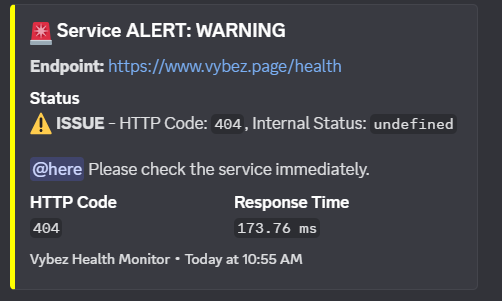 Service ALERT: WARNING
Endpoint: https://www.vybez.page/health
Status
ISSUE - HTTP Code: 404, Internal Status: undefined
@here Please check the service immediately.
HTTP Code Response Time
404 173.76 ms
Vybez Health Monitor • Today at 10:55 AM